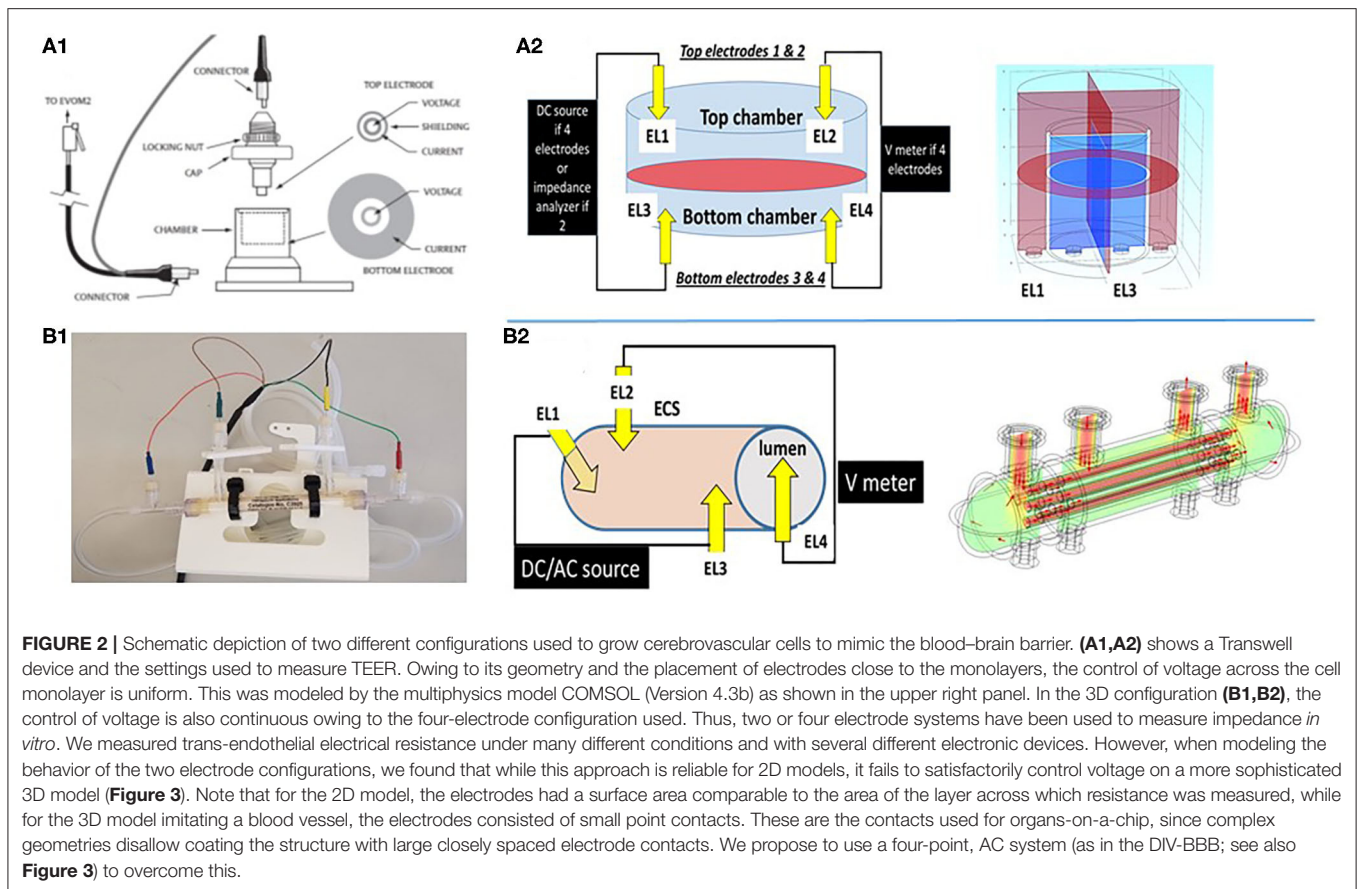 A1
CONNECTOR
TO EVOM2
TOP ELECTRODE
VOLTAGE
SHIELDING
CURRENT
LOCKING NUT
CAP
VOLTAGE
CHAMBER
CURRENT
BOTTOM ELECTRODE
CONNECTOR
A2
Top electrodes 1 & 2
DC source
if 4
electrodes
or
impedance
analyzer if
2
EL1
Top chamber
EL2
V meter if 4
electrodes
EL3
Bottom chamber
EL4
Bottom electrodes 3 & 4
EL1
EL3
B1
B2
EL2
EL1
ECS
lumen
V meter
EL4
DC/AC source
EL3
FIGURE 2 | Schematic depiction of two different configurations used to grow cerebrovascular cells to mimic the blood–brain barrier. (A1,A2) shows a Transwell
device and the settings used to measure TEER. Owing to its geometry and the placement of electrodes close to the monolayers, the control of voltage across the cell
monolayer is uniform. This was modeled by the multiphysics model COMSOL (Version 4.3b) as shown in the upper right panel. In the 3D configuration (B1,B2), the
control of voltage is also continuous owing to the four-electrode configuration used. Thus, two or four electrode systems have been used to measure impedance in
vitro. We measured trans-endothelial electrical resistance under many different conditions and with several different electronic devices. However, when modeling the
behavior of the two electrode configurations, we found that while this approach is reliable for 2D models, it fails to satisfactorily control voltage on a more sophisticated
3D model (Figure 3). Note that for the 2D model, the electrodes had a surface area comparable to the area of the layer across which resistance was measured, while
for the 3D model imitating a blood vessel, the electrodes consisted of small point contacts. These are the contacts used for organs-on-a-chip, since complex
geometries disallow coating the structure with large closely spaced electrode contacts. We propose to use a four-point, AC system (as in the DIV-BBB; see also
Figure 3) to overcome this.